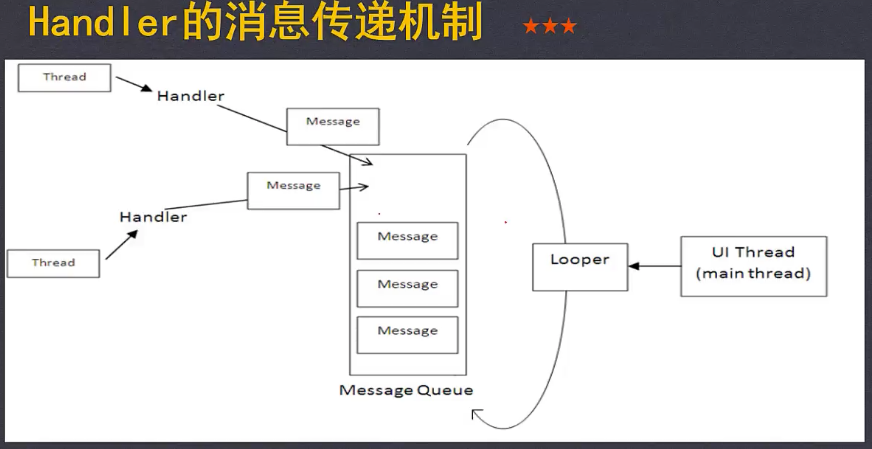 Handler的消息传递机制 ★★★
Thread
Handler
Message
Message
Handler
Thread
Message
Message
Message
Message Queue
Looper
UI Thread
(main thread)